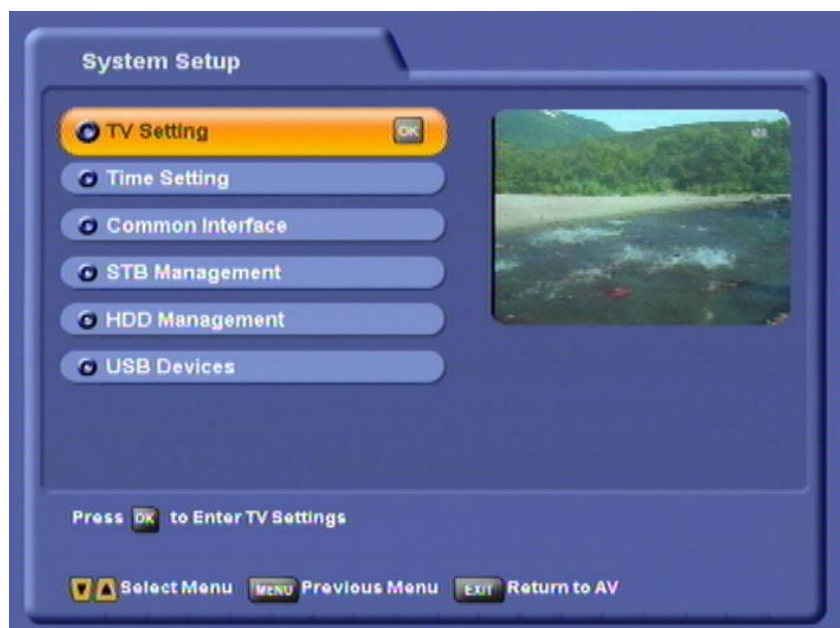 System Setup
TV Setting OK
Time Setting
Common Interface
STB Management
HDD Management
USB Devices
Press OK to Enter TV Settings
Select Menu MENU Previous Menu EXIT Return to AV